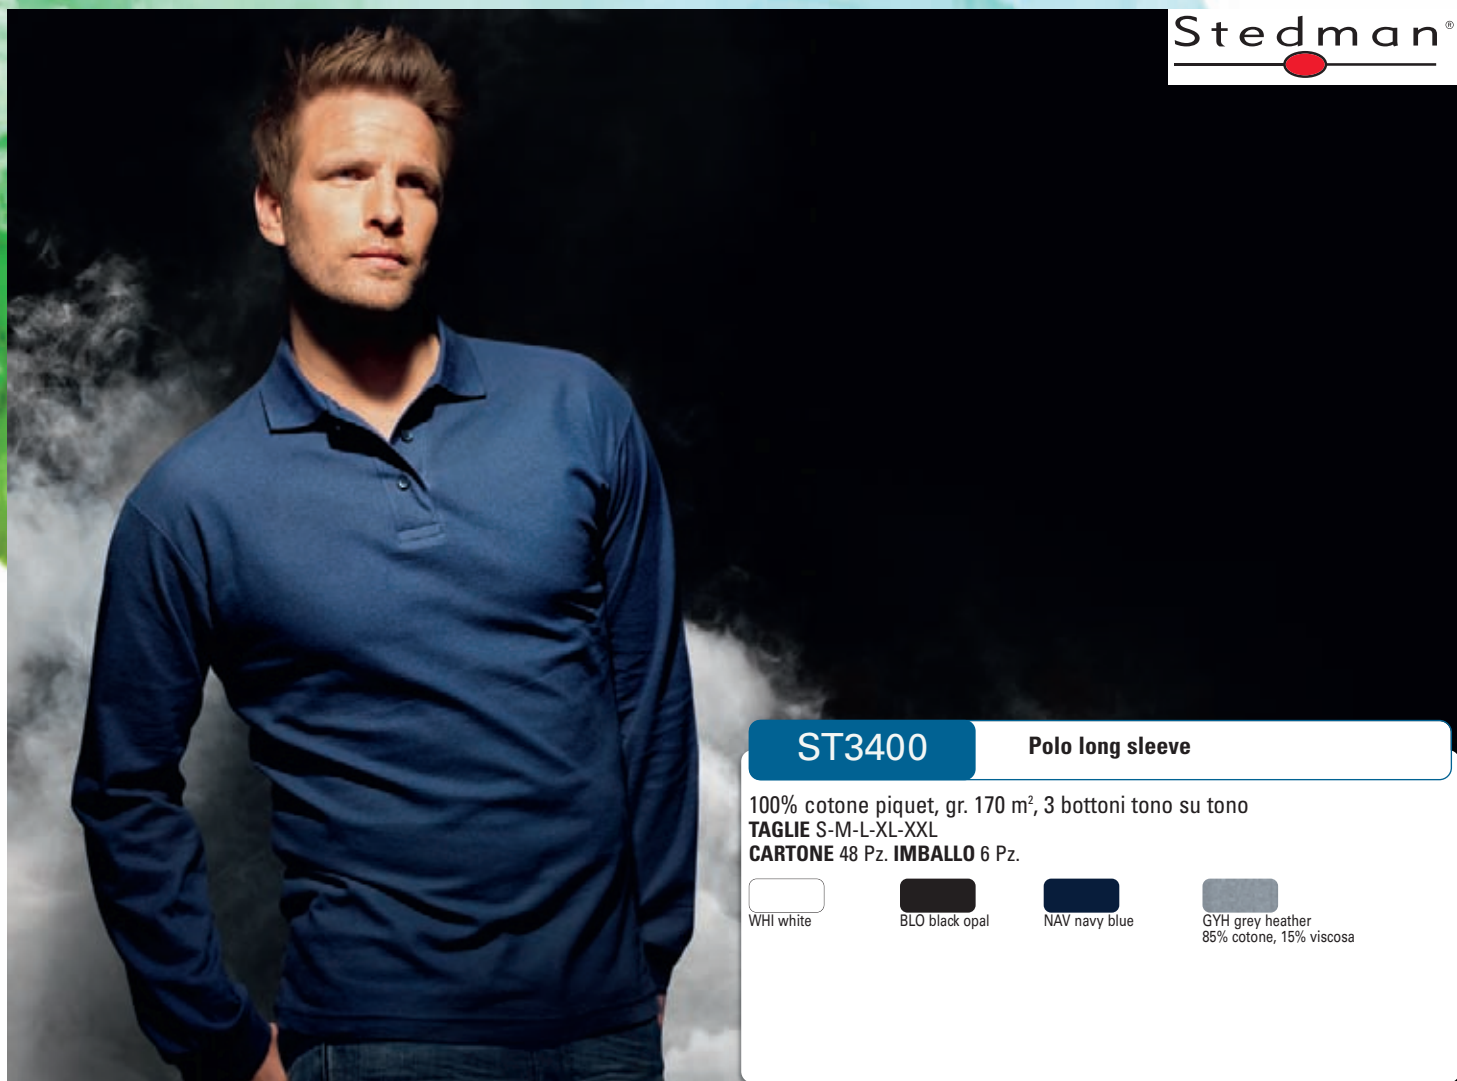 Stedman®
ST3400
Polo long sleeve
100% cotone piquet, gr. 170 m², 3 bottoni tono su tono
TAGLIE S-M-L-XL-XXL
CARTONE 48 Pz. IMBALLO 6 Pz.
WHI white
BLO black opal
NAV navy blue
GYH grey heather
85% cotone, 15% viscosa